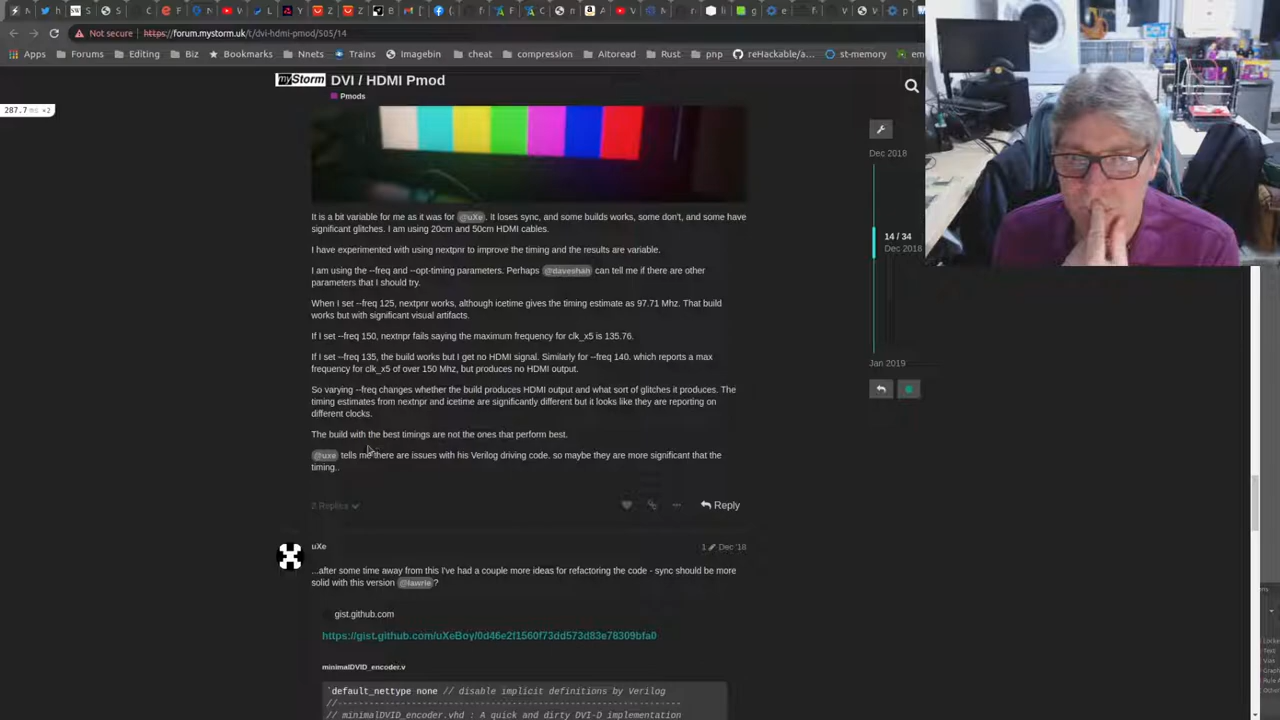 Not secure | https://forum.mystorm.uk/t/dvi-hdmi-pmod/505/14
Apps Forums Editing Biz Bookmarks Nnets Trains Imagebin cheat compression Aitoread Rust php reHackable/a... st-memory em
myStorm DVI / HDMI Pmod
Pmods
287.7 ms ×2
Dec 2018
14 / 34
Dec 2018
Jan 2019
It is a bit variable for me as it was for @uXe. it loses sync, and some builds works, some don't, and some have
significant glitches. I am using 20cm and 50cm HDMI cables.
I have experimented with using nextpnr to improve the timing and the results are variable.
I am using the --freq and --opt-timing parameters. Perhaps @daveshah can tell me if there are other
parameters that I should try.
When I set --freq 125, nextpnr works, although icetime gives the timing estimate as 97.71 Mhz. That build
works but with significant visual artifacts.
If I set --freq 150, nextnpr fails saying the maximum frequency for clk_x5 is 135.76.
If I set --freq 135, the build works but I get no HDMI signal. Similarly for --freq 140. which reports a max
frequency for clk_x5 of over 150 Mhz, but produces no HDMI output.
So varying --freq changes whether the build produces HDMI output and what sort of glitches it produces. The
timing estimates from nextpnr and icetime are significantly different but it looks like they are reporting on
different clocks.
The build with the best timings are not the ones that perform best.
@uxe tells me there are issues with his Verilog driving code. so maybe they are more significant that the
timing..
2 Replies
Reply
uXe
1 Dec '18
...after some time away from this I've had a couple more ideas for refactoring the code - sync should be more
solid with this version @lawrie?
gist.github.com
https://gist.github.com/uXeBoy/0d46e2f1560f73dd573d83e78309bfa0
minimalDVID_encoder.v
`default_nettype none // disable implicit definitions by Verilog
//-----------------------------------------------------
// minimalDVID_encoder.vhd : A quick and dirty DVI-D implementation